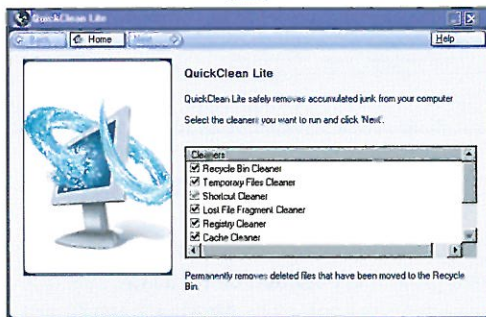 QuickClean Lite
Back Home Next Help
QuickClean Lite
QuickClean Lite safely removes accumulated junk from your computer
Select the cleaners you want to run and click 'Next'.
Cleaners
Recycle Bin Cleaner
Temporary Files Cleaner
Shortcut Cleaner
Lost File Fragment Cleaner
Registry Cleaner
Cache Cleaner
Permanently removes deleted files that have been moved to the Recycle
Bin.